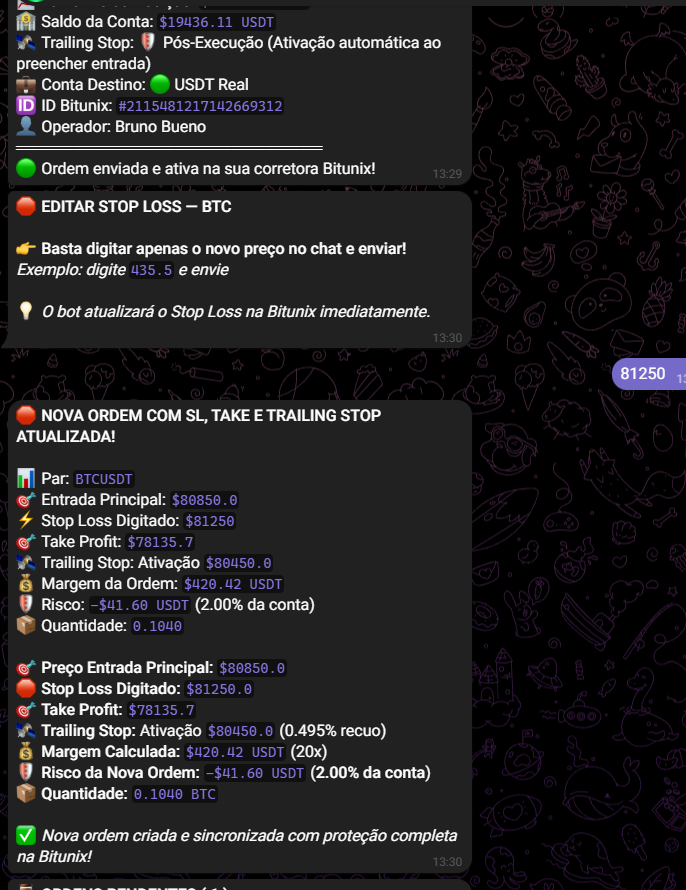 Saldo da Conta: $19436.11 USDT
Trailing Stop: Pós-Execução (Ativação automática ao
preencher entrada)
Conta Destino: USDT Real
ID ID Bitunix: #2115481217142669312
Operador: Bruno Bueno
Ordem enviada e ativa na sua corretora Bitunix!
13:29
EDITAR STOP LOSS — BTC
Basta digitar apenas o novo preço no chat e enviar!
Exemplo: digite 435.5 e envie
O bot atualizará o Stop Loss na Bitunix imediatamente.
13:30
81250
NOVA ORDEM COM SL, TAKE E TRAILING STOP
ATUALIZADA!
Par: BTCUSDT
Entrada Principal: $80850.0
Stop Loss Digitado: $81250
Take Profit: $78135.7
Trailing Stop: Ativação $80450.0
Margem da Ordem: $420.42 USDT
Risco: -$41.60 USDT (2.00% da conta)
Quantidade: 0.1040
Preço Entrada Principal: $80850.0
Stop Loss Digitado: $81250.0
Take Profit: $78135.7
Trailing Stop: Ativação $80450.0 (0.495% recuo)
Margem Calculada: $420.42 USDT (20x)
Risco da Nova Ordem: -$41.60 USDT (2.00% da conta)
Quantidade: 0.1040 BTC
Nova ordem criada e sincronizada com proteção completa
na Bitunix!
13:30